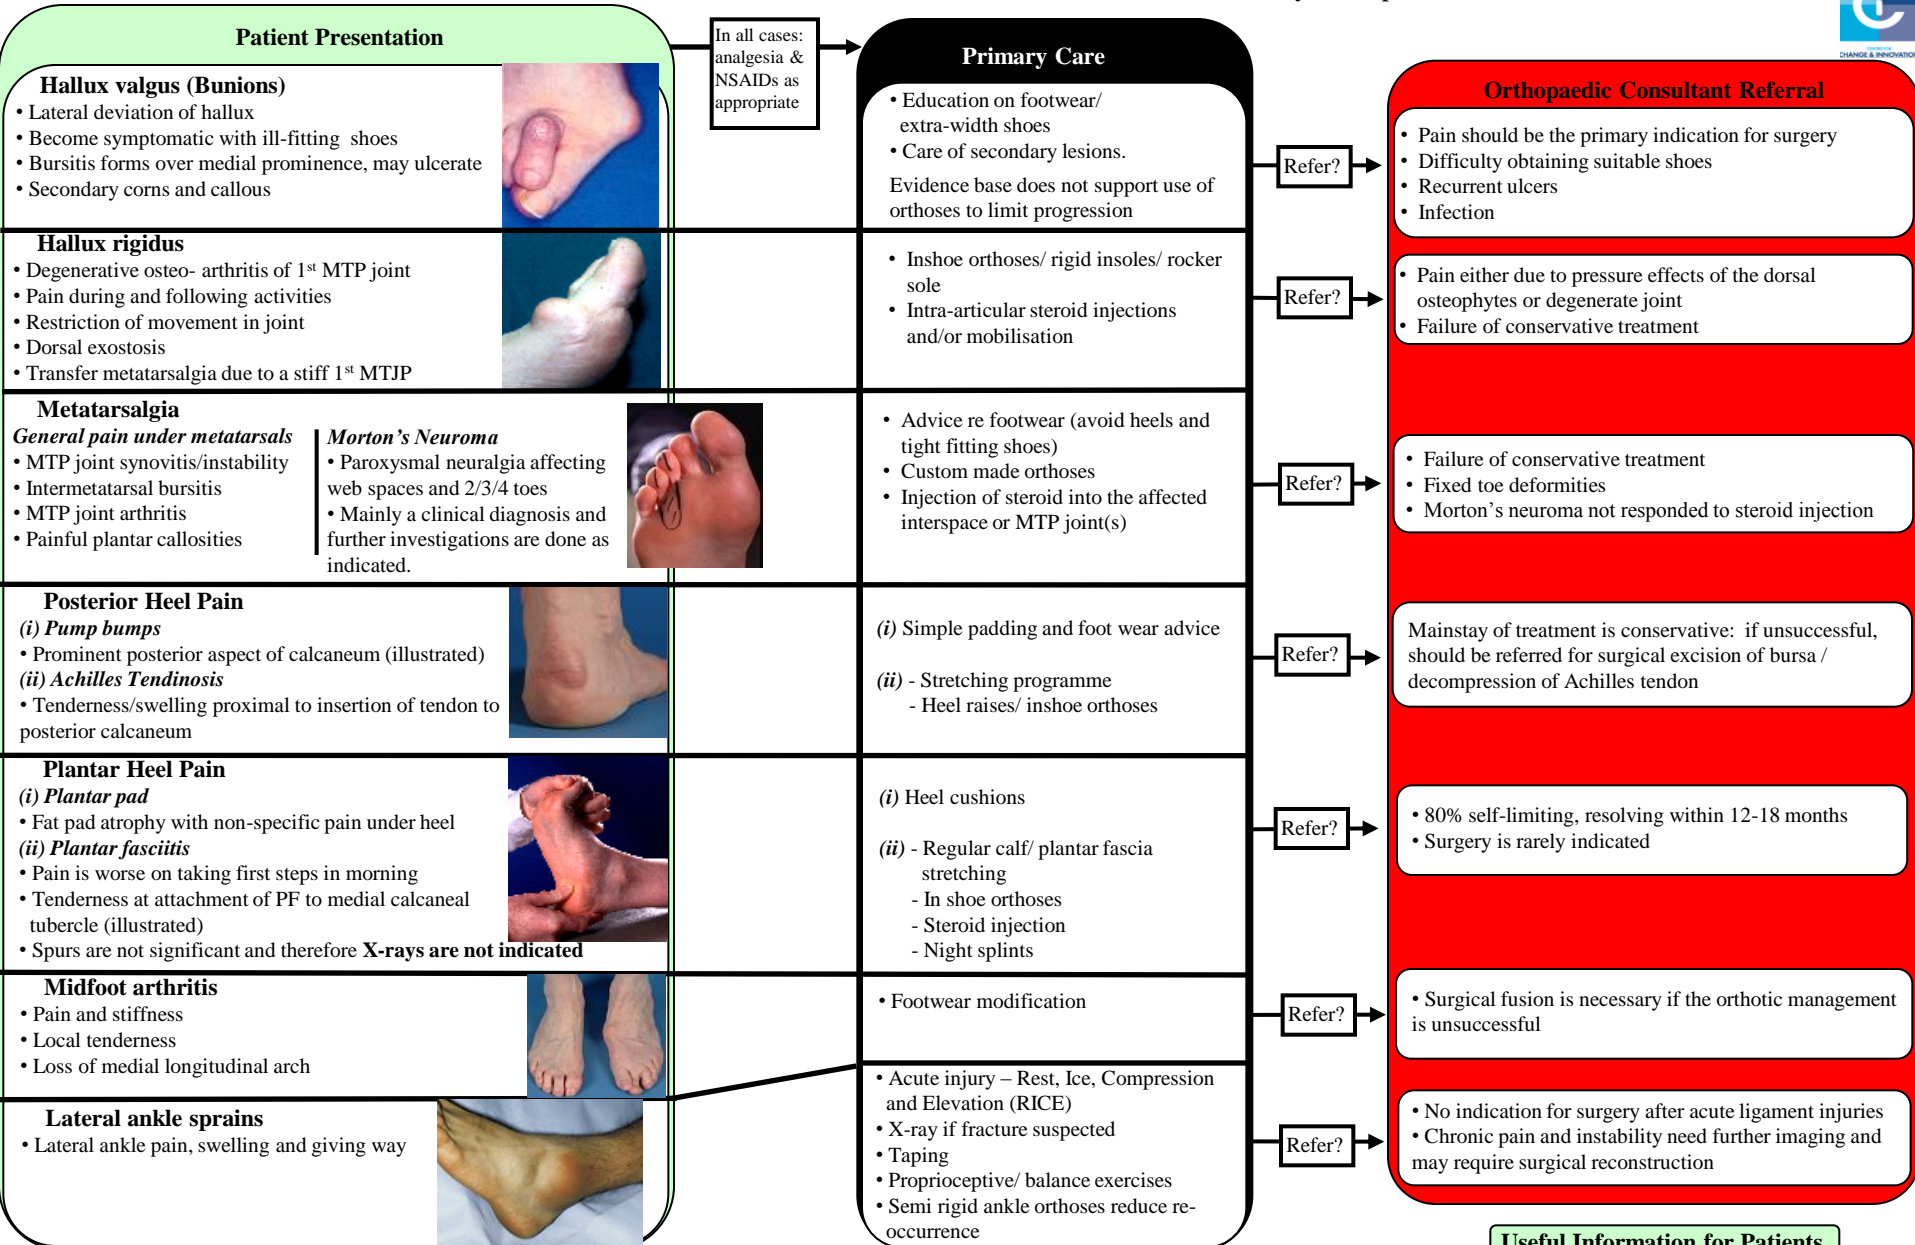 Patient Presentation
In all cases:
analgesia &
NSAIDs as
appropriate
Primary Care
CENTRE FOR
CHANGE & INNOVATION
Orthopaedic Consultant Referral
Hallux valgus (Bunions)
• Lateral deviation of hallux
• Become symptomatic with ill-fitting shoes
• Bursitis forms over medial prominence, may ulcerate
• Secondary corns and callous
• Education on footwear/
extra-width shoes
• Care of secondary lesions.
Evidence base does not support use of
orthoses to limit progression
Refer?
• Pain should be the primary indication for surgery
• Difficulty obtaining suitable shoes
• Recurrent ulcers
• Infection
Hallux rigidus
• Degenerative osteo- arthritis of 1st MTP joint
• Pain during and following activities
• Restriction of movement in joint
• Dorsal exostosis
• Transfer metatarsalgia due to a stiff 1st MTJP
• Inshoe orthoses/ rigid insoles/ rocker
sole
• Intra-articular steroid injections
and/or mobilisation
Refer?
• Pain either due to pressure effects of the dorsal
osteophytes or degenerate joint
• Failure of conservative treatment
Metatarsalgia
General pain under metatarsals
• MTP joint synovitis/instability
• Intermetatarsal bursitis
• MTP joint arthritis
• Painful plantar callosities
Morton's Neuroma
• Paroxysmal neuralgia affecting
web spaces and 2/3/4 toes
• Mainly a clinical diagnosis and
further investigations are done as
indicated.
• Advice re footwear (avoid heels and
tight fitting shoes)
• Custom made orthoses
• Injection of steroid into the affected
interspace or MTP joint(s)
Refer?
• Failure of conservative treatment
• Fixed toe deformities
• Morton's neuroma not responded to steroid injection
Posterior Heel Pain
(i) Pump bumps
• Prominent posterior aspect of calcaneum (illustrated)
(ii) Achilles Tendinosis
• Tenderness/swelling proximal to insertion of tendon to
posterior calcaneum
(i) Simple padding and foot wear advice
(ii) - Stretching programme
- Heel raises/ inshoe orthoses
Refer?
Mainstay of treatment is conservative: if unsuccessful,
should be referred for surgical excision of bursa /
decompression of Achilles tendon
Plantar Heel Pain
(i) Plantar pad
• Fat pad atrophy with non-specific pain under heel
(ii) Plantar fasciitis
• Pain is worse on taking first steps in morning
• Tenderness at attachment of PF to medial calcaneal
tubercle (illustrated)
• Spurs are not significant and therefore X-rays are not indicated
(i) Heel cushions
(ii) - Regular calf/ plantar fascia
stretching
- In shoe orthoses
- Steroid injection
- Night splints
Refer?
• 80% self-limiting, resolving within 12-18 months
• Surgery is rarely indicated
Midfoot arthritis
• Pain and stiffness
• Local tenderness
• Loss of medial longitudinal arch
• Footwear modification
Refer?
• Surgical fusion is necessary if the orthotic management
is unsuccessful
Lateral ankle sprains
• Lateral ankle pain, swelling and giving way
• Acute injury – Rest, Ice, Compression
and Elevation (RICE)
• X-ray if fracture suspected
• Taping
• Proprioceptive/ balance exercises
• Semi rigid ankle orthoses reduce re-
occurrence
Refer?
• No indication for surgery after acute ligament injuries
• Chronic pain and instability need further imaging and
may require surgical reconstruction
Useful Information for Patients